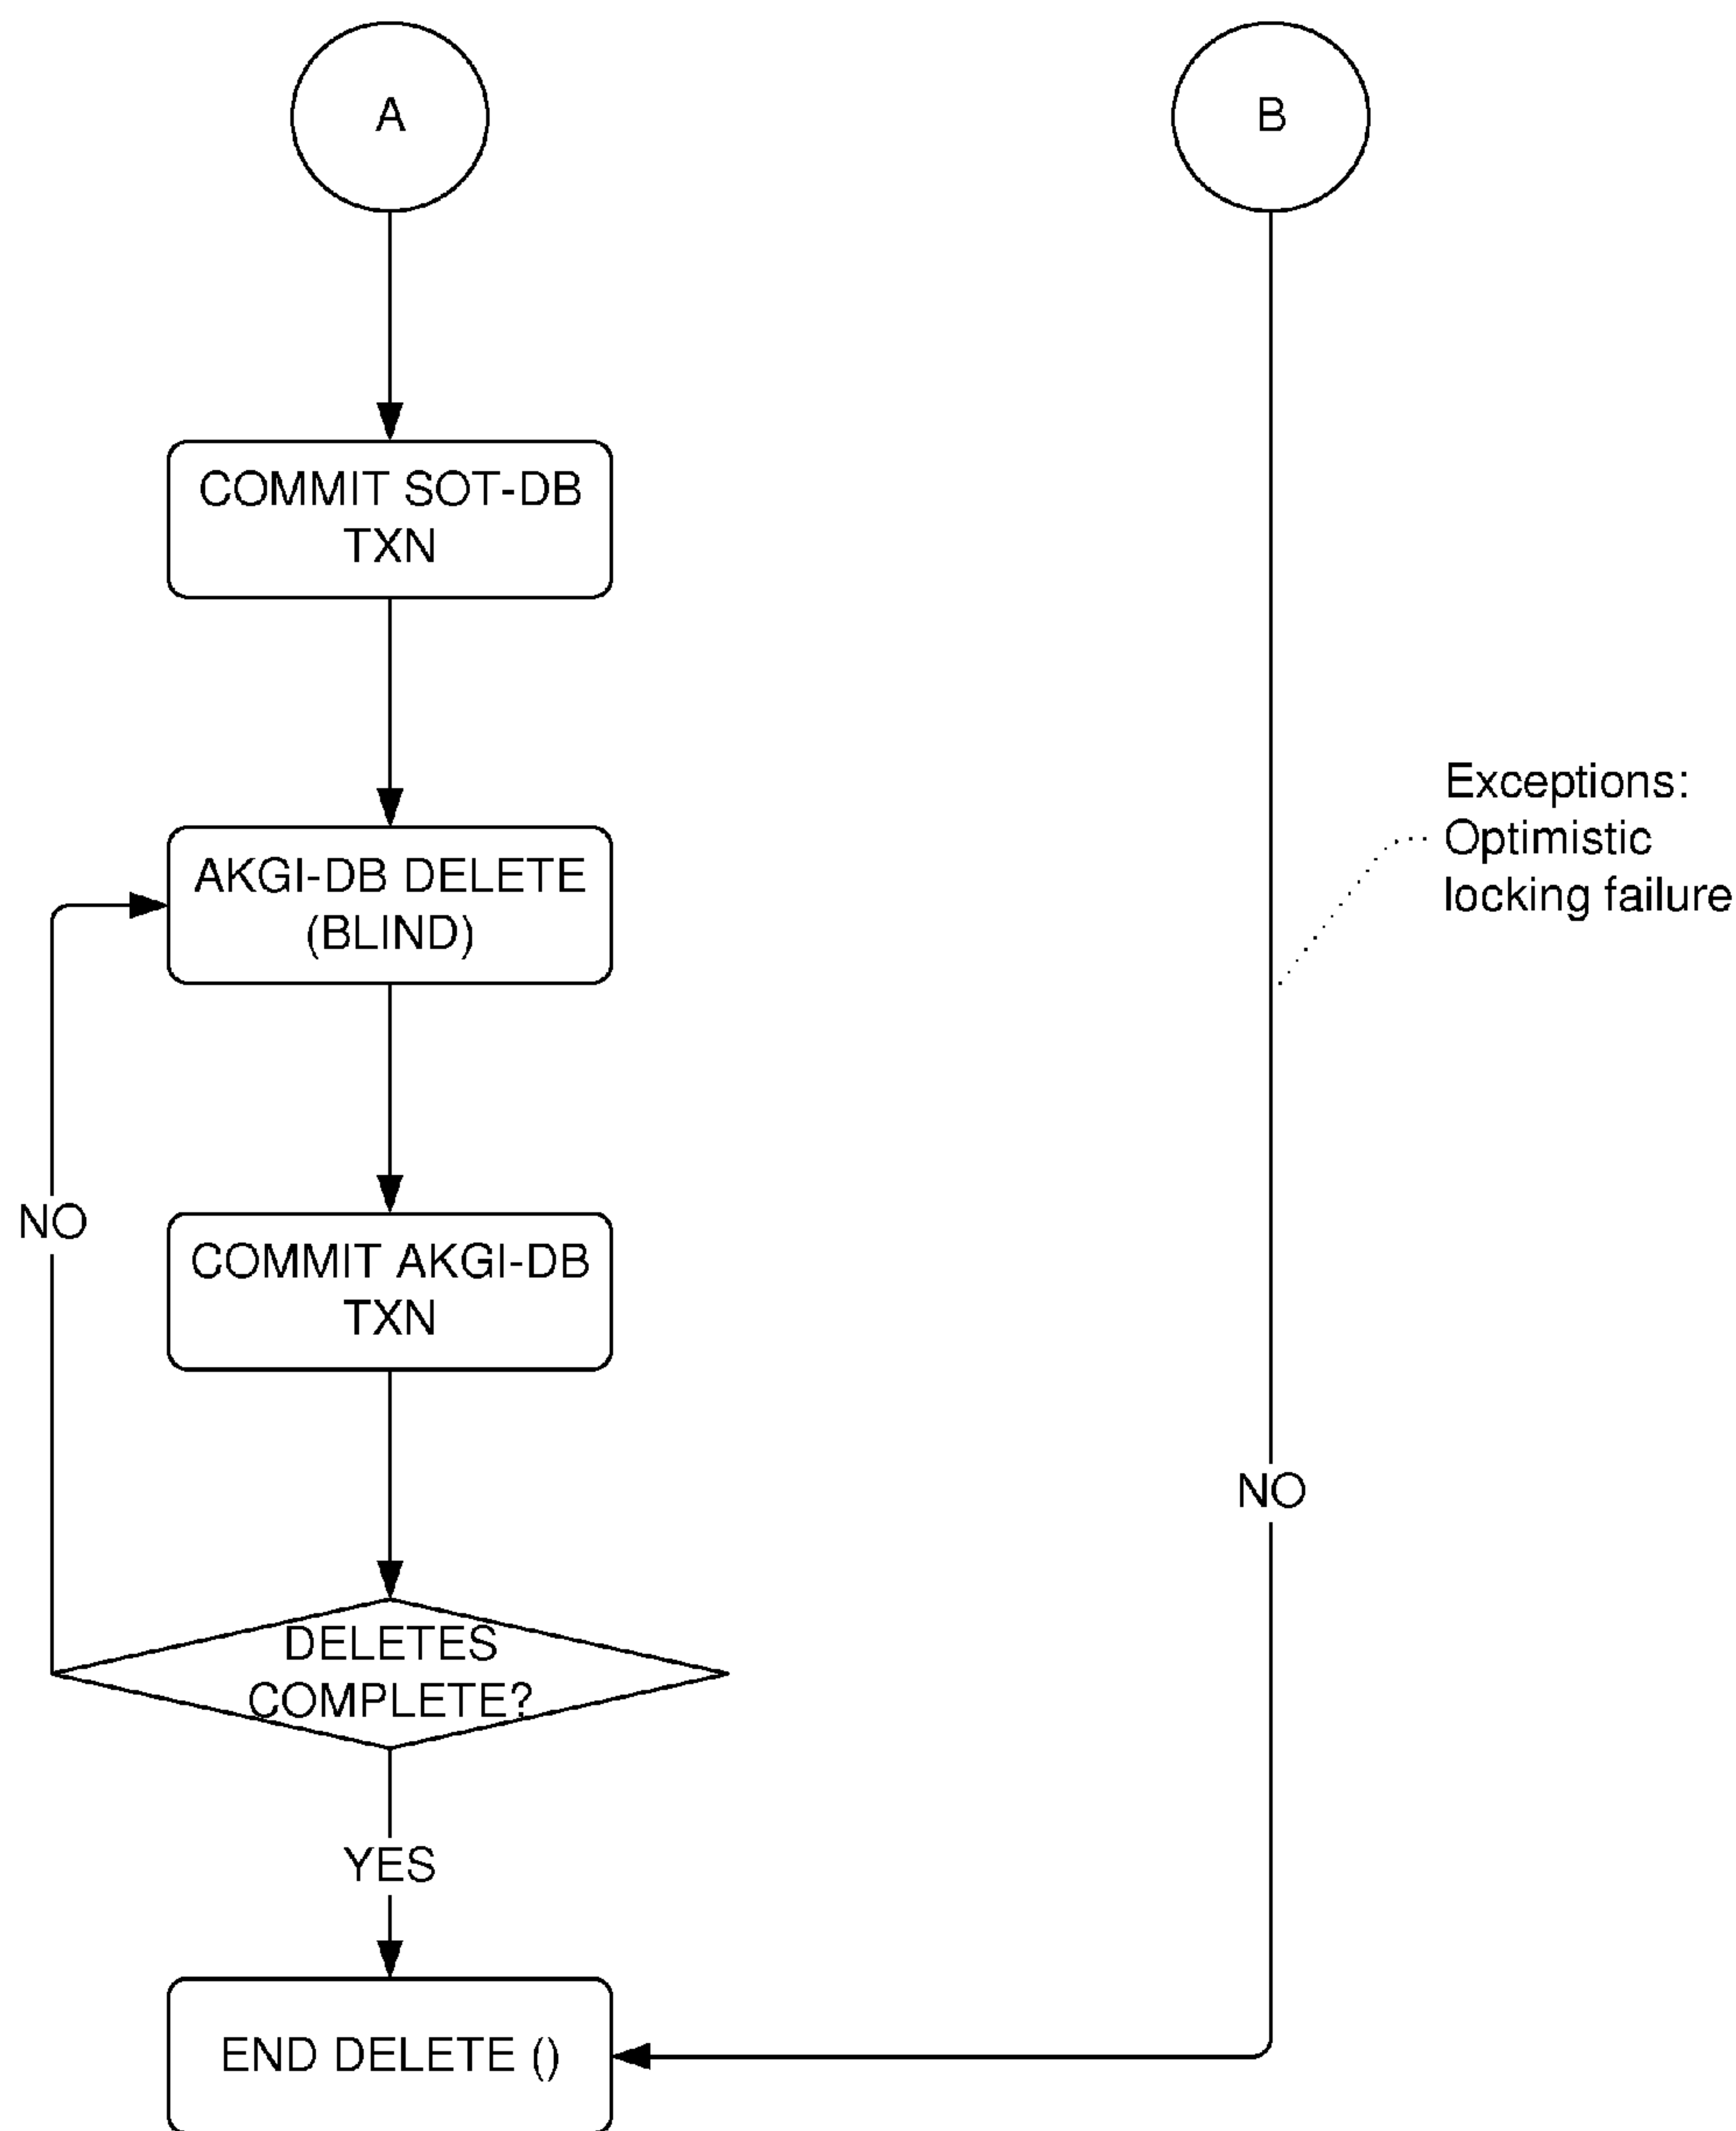 A
B
COMMIT SOT-DB
TXN
Exceptions:
Optimistic
locking failure
AKGI-DB DELETE
(BLIND)
NO
COMMIT AKGI-DB
TXN
NO
DELETES
COMPLETE?
YES
END DELETE ()